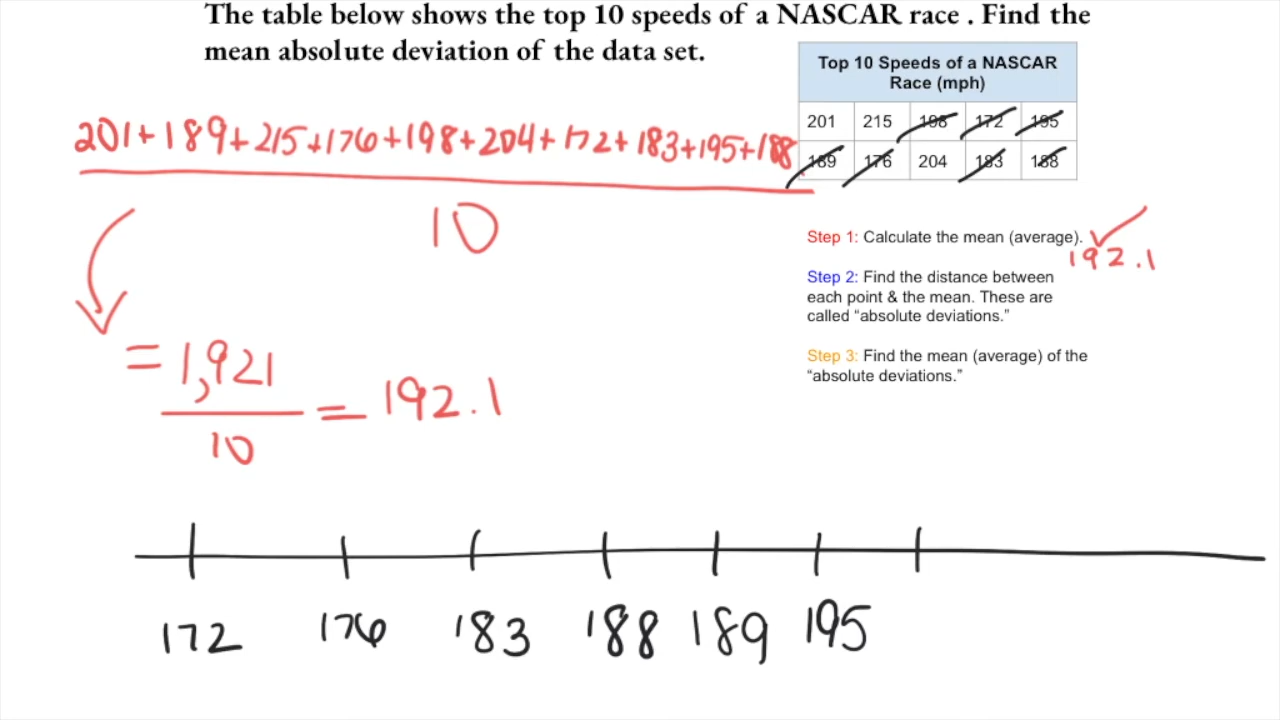 The table below shows the top 10 speeds of a NASCAR race . Find the
mean absolute deviation of the data set.
Top 10 Speeds of a NASCAR
Race (mph)
201 215 198 172 195
189 176 204 183 188
201+189+215+176+198+204+172+183+195+188
10
= 1,921
10
= 192.1
Step 1: Calculate the mean (average).
192.1
Step 2: Find the distance between
each point & the mean. These are
called “absolute deviations.”
Step 3: Find the mean (average) of the
“absolute deviations.”
172 176 183 188 189 195